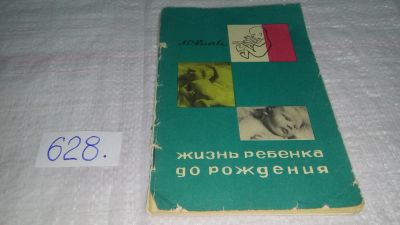 628.
жизнь ребенка
до рождения